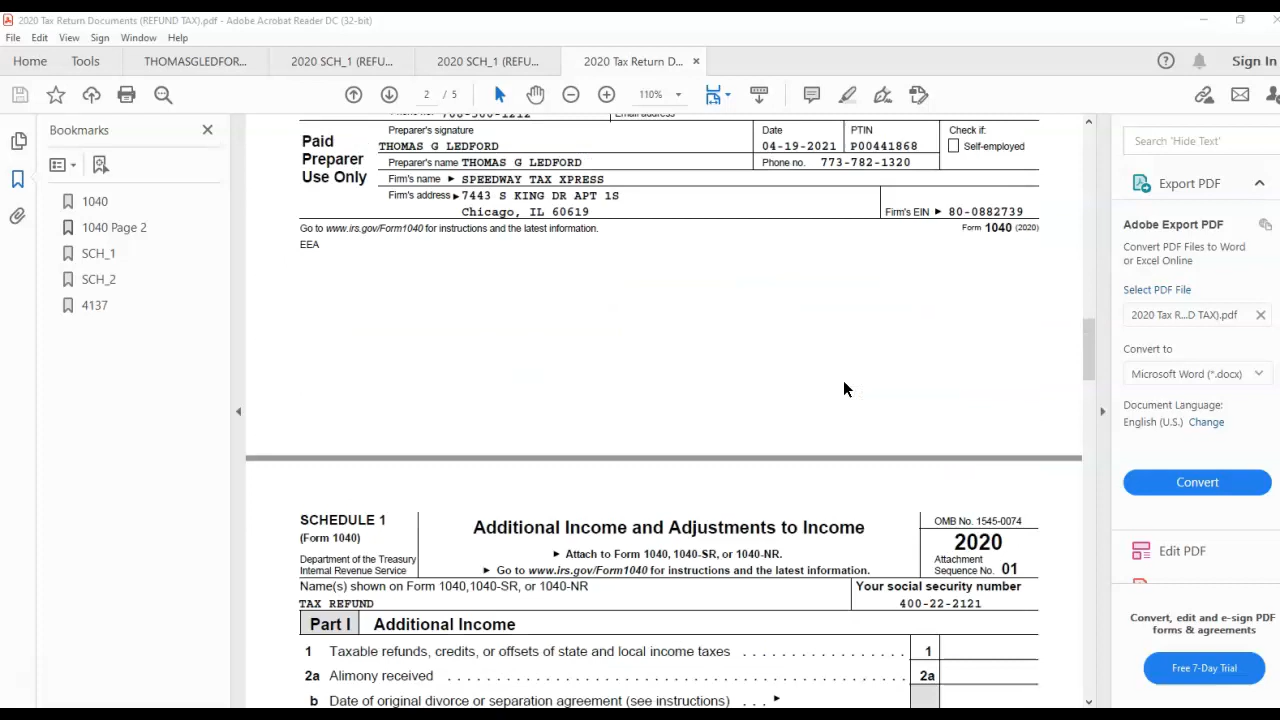 2020 Tax Return Documents (REFUND TAX).pdf - Adobe Acrobat Reader DC (32-bit)
File Edit View Sign Window Help
Home Tools THOMASGLEDFOR... 2020 SCH_1 (REFU... 2020 SCH_1 (REFU... 2020 Tax Return D... × Sign In
2 / 5 110%
Bookmarks
1040
1040 Page 2
SCH_1
SCH_2
4137
Paid Preparer Use Only
Preparer's signature Date PTIN Check if:
THOMAS G LEDFORD 04-19-2021 P00441868 Self-employed
Preparer's name THOMAS G LEDFORD Phone no. 773-782-1320
Firm's name ► SPEEDWAY TAX XPRESS
Firm's address ► 7443 S KING DR APT 1S
Chicago, IL 60619 Firm's EIN ► 80-0882739
Go to www.irs.gov/Form1040 for instructions and the latest information. Form 1040 (2020)
EEA
SCHEDULE 1
(Form 1040)
Department of the Treasury
Internal Revenue Service
Additional Income and Adjustments to Income
► Attach to Form 1040, 1040-SR, or 1040-NR.
► Go to www.irs.gov/Form1040 for instructions and the latest information.
OMB No. 1545-0074
2020
Attachment
Sequence No. 01
Name(s) shown on Form 1040,1040-SR, or 1040-NR Your social security number
TAX REFUND 400-22-2121
Part I Additional Income
1 Taxable refunds, credits, or offsets of state and local income taxes . . . . . . . . . . . . . . . . . 1
2a Alimony received . . . . . . . . . . . . . . . . . . . . . . . . . . . . . . . . . . . . . . . . . . . . . . . 2a
b Date of original divorce or separation agreement (see instructions) . . . ►
Search 'Hide Text'
Export PDF
Adobe Export PDF
Convert PDF Files to Word
or Excel Online
Select PDF File
2020 Tax R...D TAX).pdf
Convert to
Microsoft Word (*.docx)
Document Language:
English (U.S.) Change
Convert
Edit PDF
Convert, edit and e-sign PDF
forms & agreements
Free 7-Day Trial